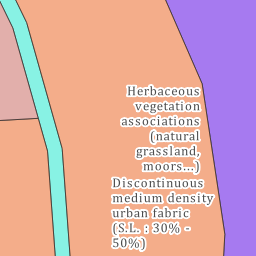 Herbaceous
vegetation
associations
(natural
grassland,
moors...)
Discontinuous
medium density
urban fabric
(S.L. : 30% -
50%)